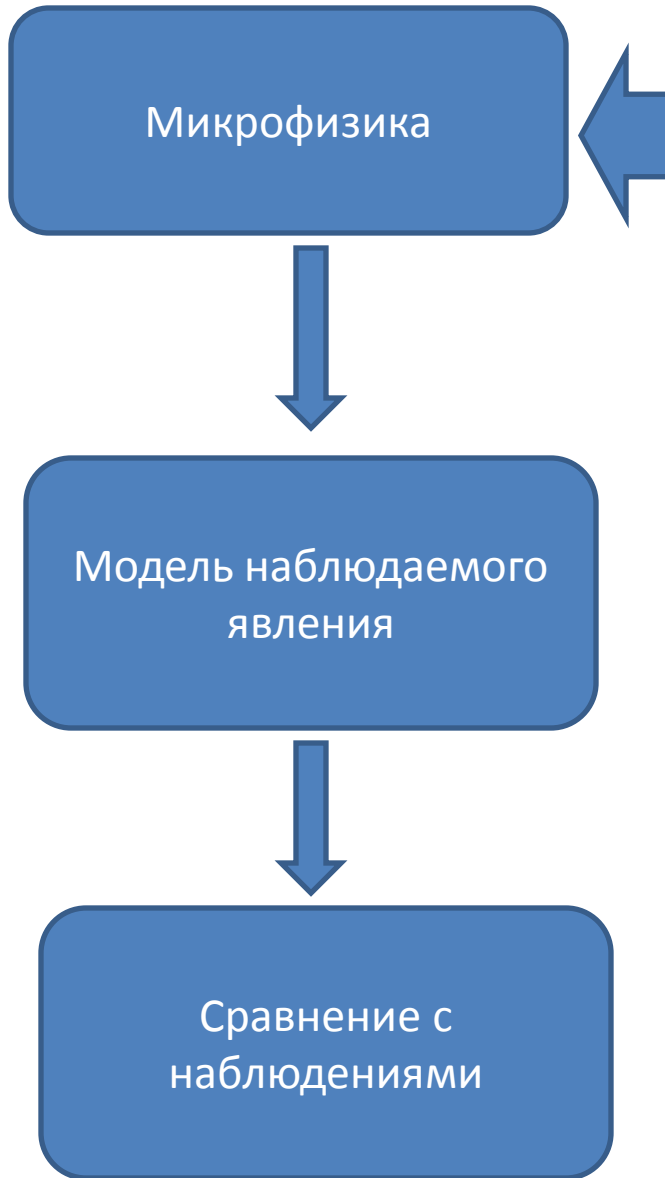 Микрофизика
Модель наблюдаемого
явления
Сравнение с
наблюдениями